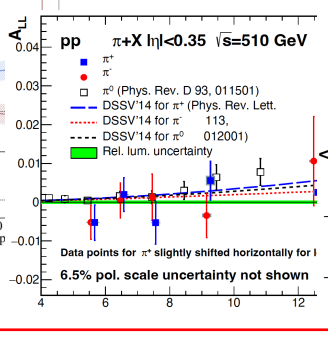 A_LL
pp π+X |η|<0.35 √s=510 GeV
π⁺
π⁻
π⁰ (Phys. Rev. D 93, 011501)
DSSV'14 for π⁺ (Phys. Rev. Lett.
DSSV'14 for π⁻ 113,
DSSV'14 for π⁰ 012001)
Rel. lum. uncertainty
0.04
0.03
0.02
0.01
0
−0.01
−0.02
Data points for π⁺ slightly shifted horizontally for
6.5% pol. scale uncertainty not shown
4 6 8 10 12